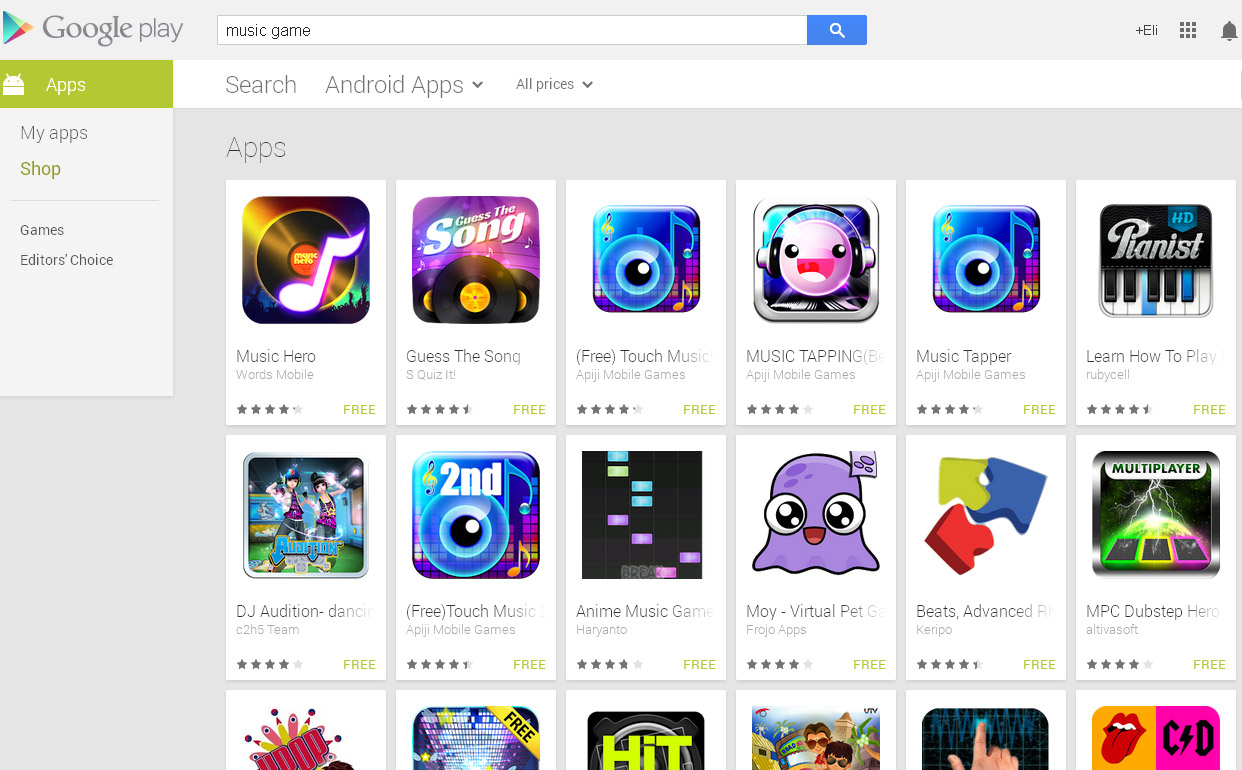 Google play
music game
+Eli
Apps
Search
Android Apps
All prices
My apps
Shop
Games
Editors' Choice
Apps
music hero
Guess The Song
HD
Pianist
Music Hero
Guess The Song
(Free) Touch Music
MUSIC TAPPING(Be
Music Tapper
Learn How To Play
Words Mobile
S Quiz It!
Apiji Mobile Games
Apiji Mobile Games
Apiji Mobile Games
rubycell
FREE
FREE
FREE
FREE
FREE
FREE
AUDITION
2nd
BREAK
MULTIPLAYER
DJ Audition- dancin
(Free)Touch Music
Anime Music Game
Moy - Virtual Pet Ga
Beats, Advanced Rh
MPC Dubstep Hero
c2h5 Team
Apiji Mobile Games
Haryanto
Frojo Apps
Keripo
altivasoft
FREE
FREE
FREE
FREE
FREE
FREE
FREE
HiT
UTV
C D